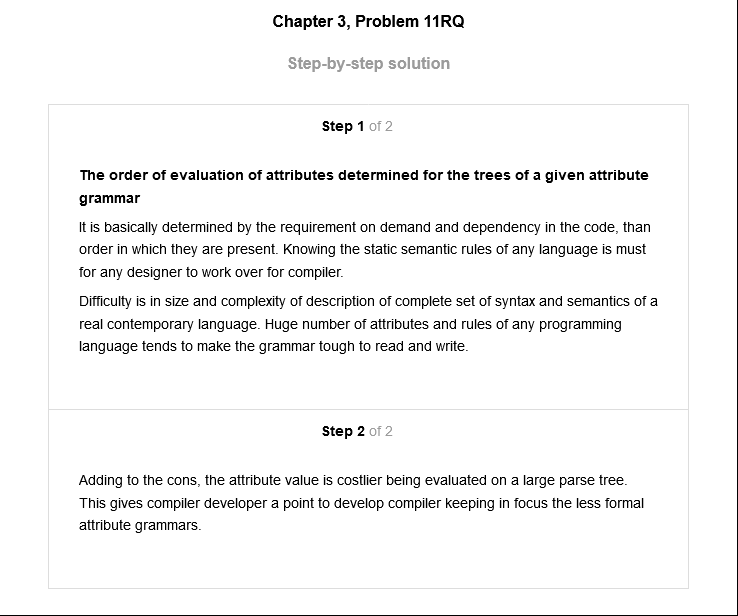 Chapter 3, Problem 11RQ
Step-by-step solution
Step 1 of 2
The order of evaluation of attributes determined for the trees of a given attribute
grammar
It is basically determined by the requirement on demand and dependency in the code, than
order in which they are present. Knowing the static semantic rules of any language is must
for any designer to work over for compiler.
Difficulty is in size and complexity of description of complete set of syntax and semantics of a
real contemporary language. Huge number of attributes and rules of any programming
language tends to make the grammar tough to read and write.
Step 2 of 2
Adding to the cons, the attribute value is costlier being evaluated on a large parse tree.
This gives compiler developer a point to develop compiler keeping in focus the less formal
attribute grammars.